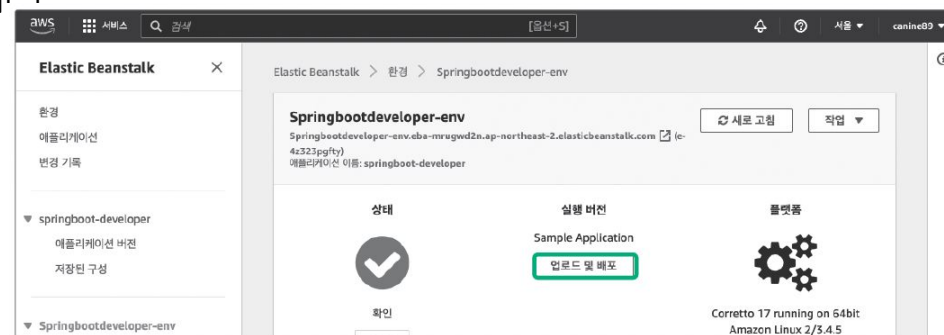 aws 서비스 검색 [옵션+S] 서울 ▼ canine89 ▼
Elastic Beanstalk ×
환경
애플리케이션
변경 기록
▼ springboot-developer
애플리케이션 버전
저장된 구성
▼ Springbootdeveloper-env
Elastic Beanstalk > 환경 > Springbootdeveloper-env
Springbootdeveloper-env
새로 고침
작업 ▼
Springbootdeveloper-env.eba-mrugwd2n.ap-northeast-2.elasticbeanstalk.com (e-
4z323pgfty)
애플리케이션 이름: springboot-developer
상태
확인
실행 버전
Sample Application
업로드 및 배포
플랫폼
Corretto 17 running on 64bit
Amazon Linux 2/3.4.5